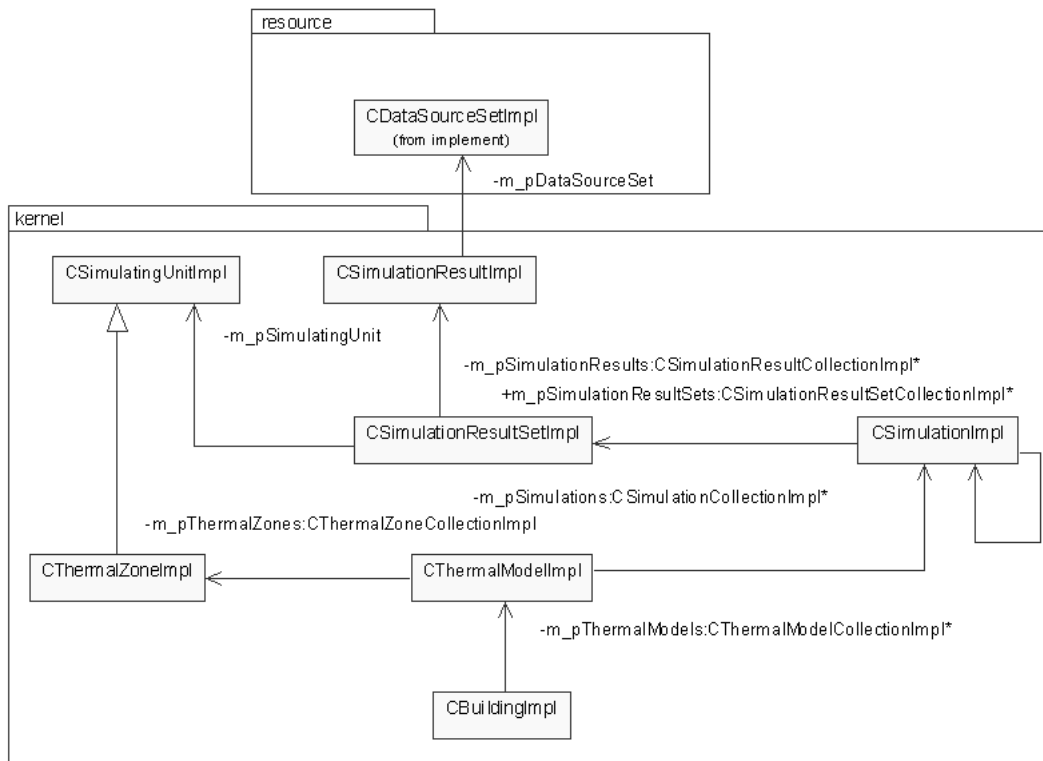 resource
CDataSourceSetImpl
(from implement)
-m_pDataSourceSet
kernel
CSimulatingUnitImpl
CSimulationResultImpl
-m_pSimulatingUnit
-m_pSimulationResults:CSimulationResultCollectionImpl*
+m_pSimulationResultSets:CSimulationResultSetCollectionImpl*
CSimulationResultSetImpl
CSimulationImpl
-m_pSimulations:CSimulationCollectionImpl*
-m_pThermalZones:CThermalZoneCollectionImpl
CThermalZoneImpl
CThermalModelImpl
-m_pThermalModels:CThermalModelCollectionImpl*
CBuildingImpl